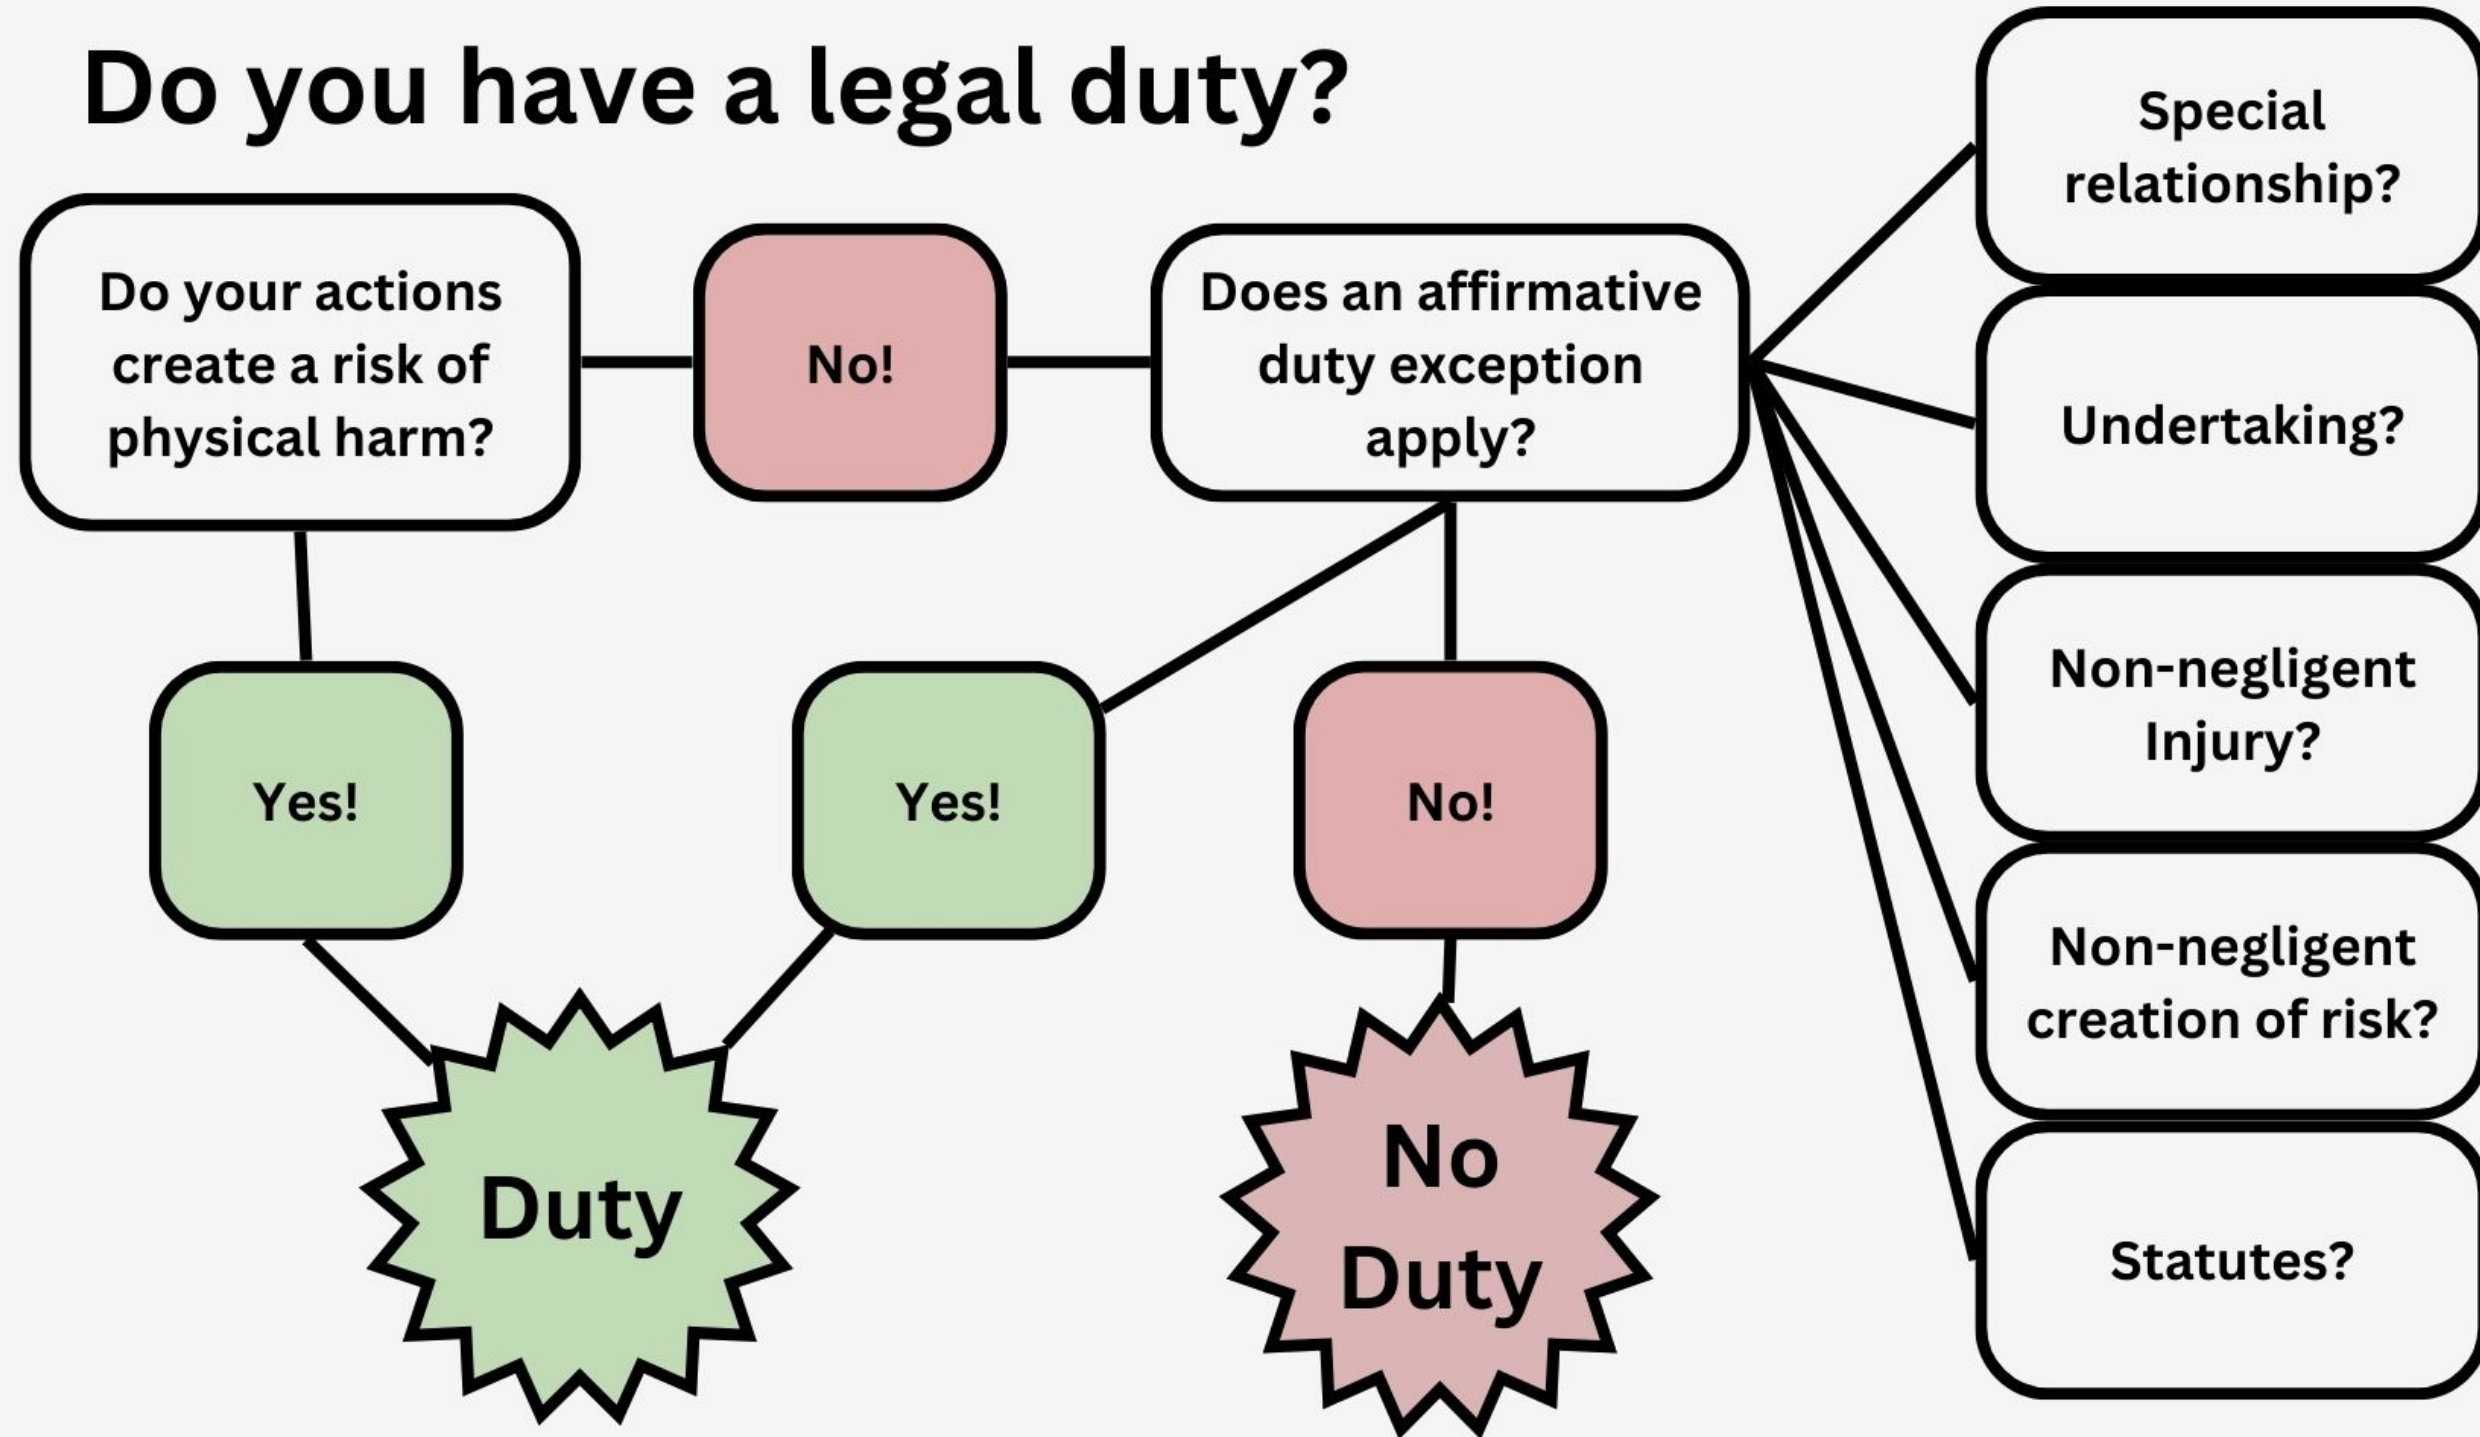 Do you have a legal duty?
Do your actions
create a risk of
physical harm?
No!
Does an affirmative
duty exception
apply?
Special
relationship?
Undertaking?
Non-negligent
Injury?
Non-negligent
creation of risk?
Statutes?
Yes!
Yes!
No!
Duty
No
Duty